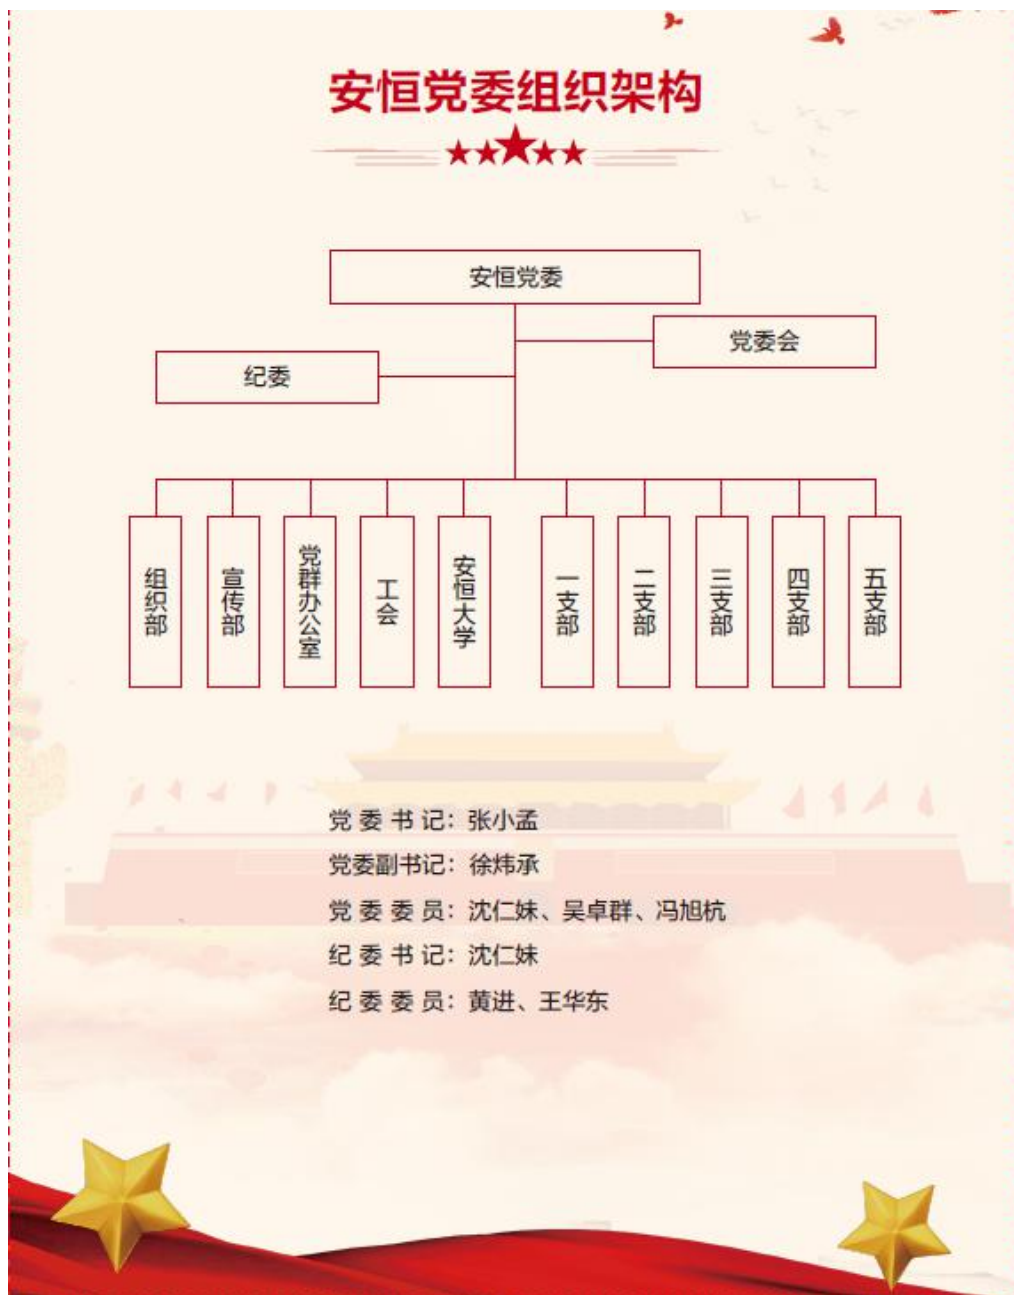 安恒党委组织架构
安恒党委
党委会
纪委
组织部
宣传部
党群办公室
工会
安恒大学
一支部
二支部
三支部
四支部
五支部
党 委 书 记：张小孟
党委副书记：徐炜承
党 委 委 员：沈仁妹、吴卓群、冯旭杭
纪 委 书 记：沈仁妹
纪 委 委 员：黄进、王华东